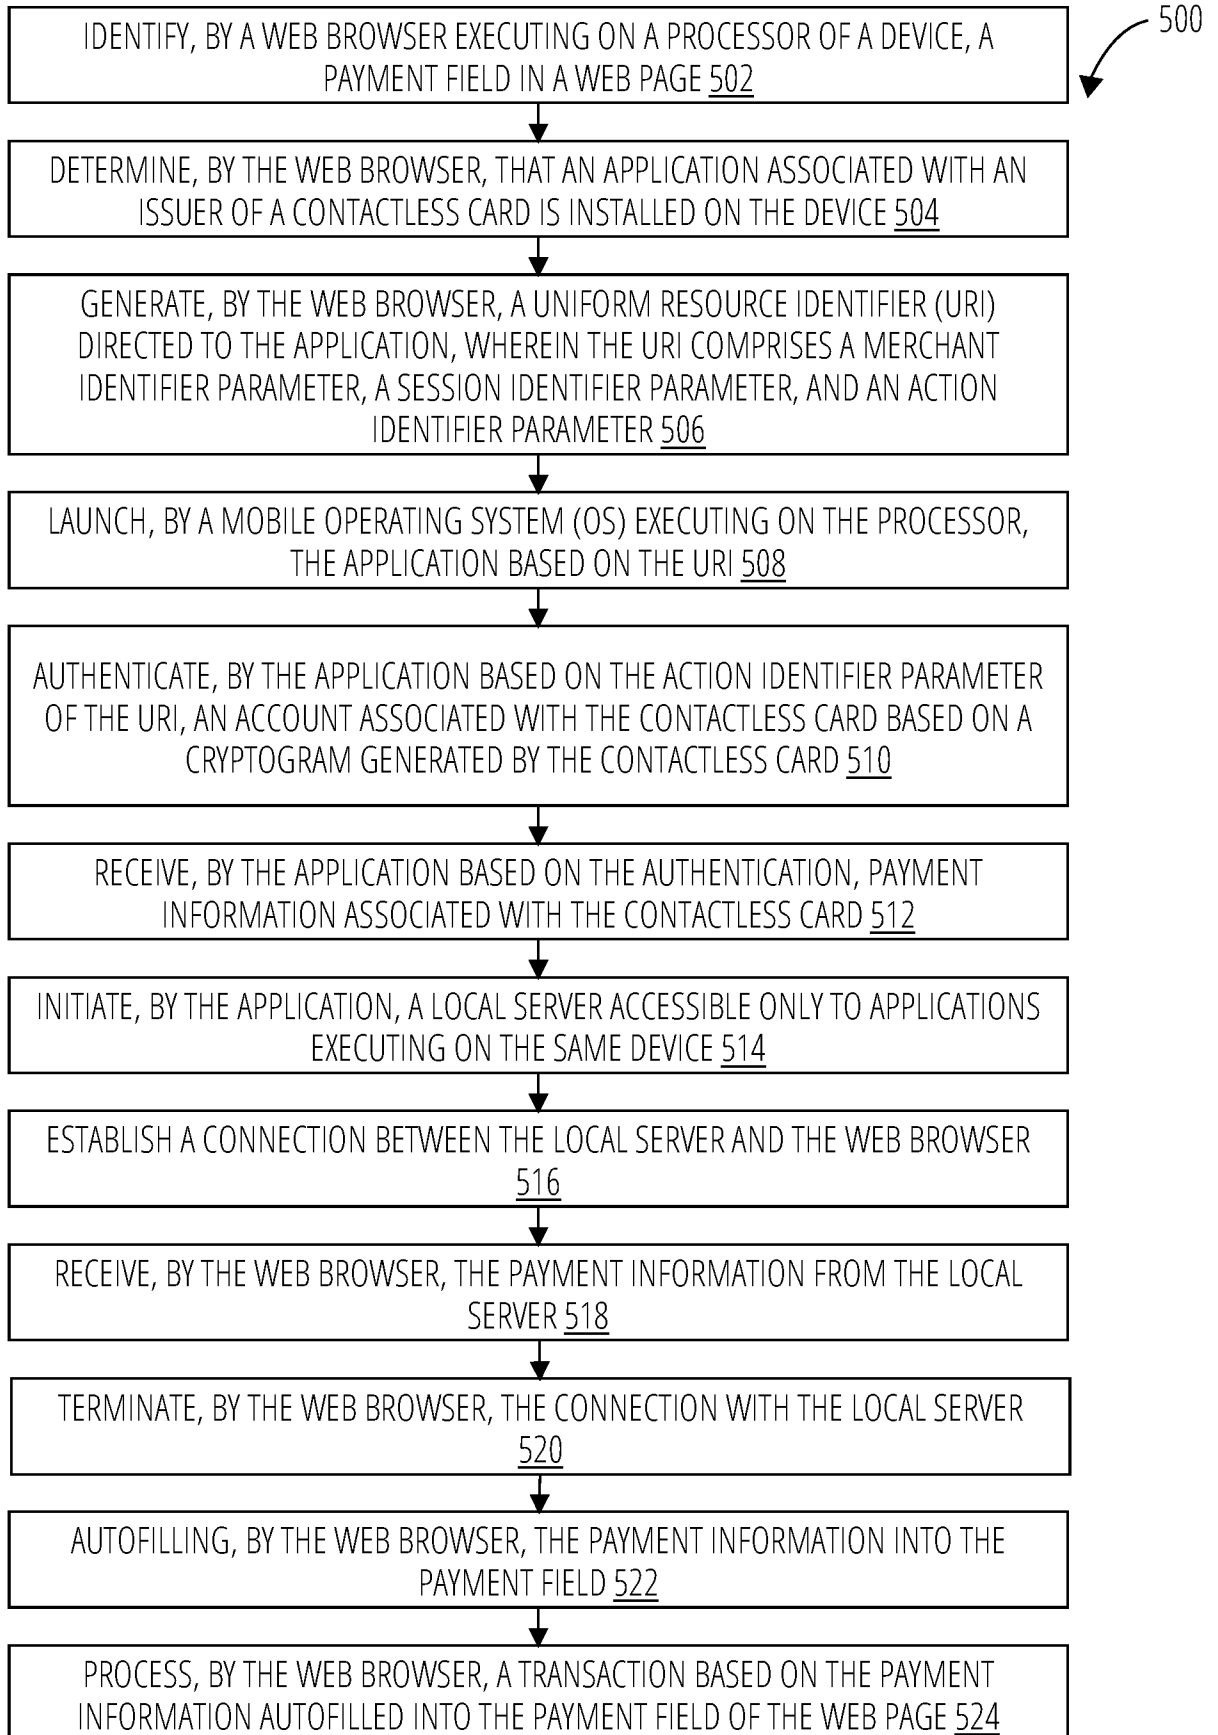 500
IDENTIFY, BY A WEB BROWSER EXECUTING ON A PROCESSOR OF A DEVICE, A
PAYMENT FIELD IN A WEB PAGE 502
DETERMINE, BY THE WEB BROWSER, THAT AN APPLICATION ASSOCIATED WITH AN
ISSUER OF A CONTACTLESS CARD IS INSTALLED ON THE DEVICE 504
GENERATE, BY THE WEB BROWSER, A UNIFORM RESOURCE IDENTIFIER (URI)
DIRECTED TO THE APPLICATION, WHEREIN THE URI COMPRISES A MERCHANT
IDENTIFIER PARAMETER, A SESSION IDENTIFIER PARAMETER, AND AN ACTION
IDENTIFIER PARAMETER 506
LAUNCH, BY A MOBILE OPERATING SYSTEM (OS) EXECUTING ON THE PROCESSOR,
THE APPLICATION BASED ON THE URI 508
AUTHENTICATE, BY THE APPLICATION BASED ON THE ACTION IDENTIFIER PARAMETER
OF THE URI, AN ACCOUNT ASSOCIATED WITH THE CONTACTLESS CARD BASED ON A
CRYPTOGRAM GENERATED BY THE CONTACTLESS CARD 510
RECEIVE, BY THE APPLICATION BASED ON THE AUTHENTICATION, PAYMENT
INFORMATION ASSOCIATED WITH THE CONTACTLESS CARD 512
INITIATE, BY THE APPLICATION, A LOCAL SERVER ACCESSIBLE ONLY TO APPLICATIONS
EXECUTING ON THE SAME DEVICE 514
ESTABLISH A CONNECTION BETWEEN THE LOCAL SERVER AND THE WEB BROWSER
516
RECEIVE, BY THE WEB BROWSER, THE PAYMENT INFORMATION FROM THE LOCAL
SERVER 518
TERMINATE, BY THE WEB BROWSER, THE CONNECTION WITH THE LOCAL SERVER
520
AUTOFILLING, BY THE WEB BROWSER, THE PAYMENT INFORMATION INTO THE
PAYMENT FIELD 522
PROCESS, BY THE WEB BROWSER, A TRANSACTION BASED ON THE PAYMENT
INFORMATION AUTOFILLED INTO THE PAYMENT FIELD OF THE WEB PAGE 524